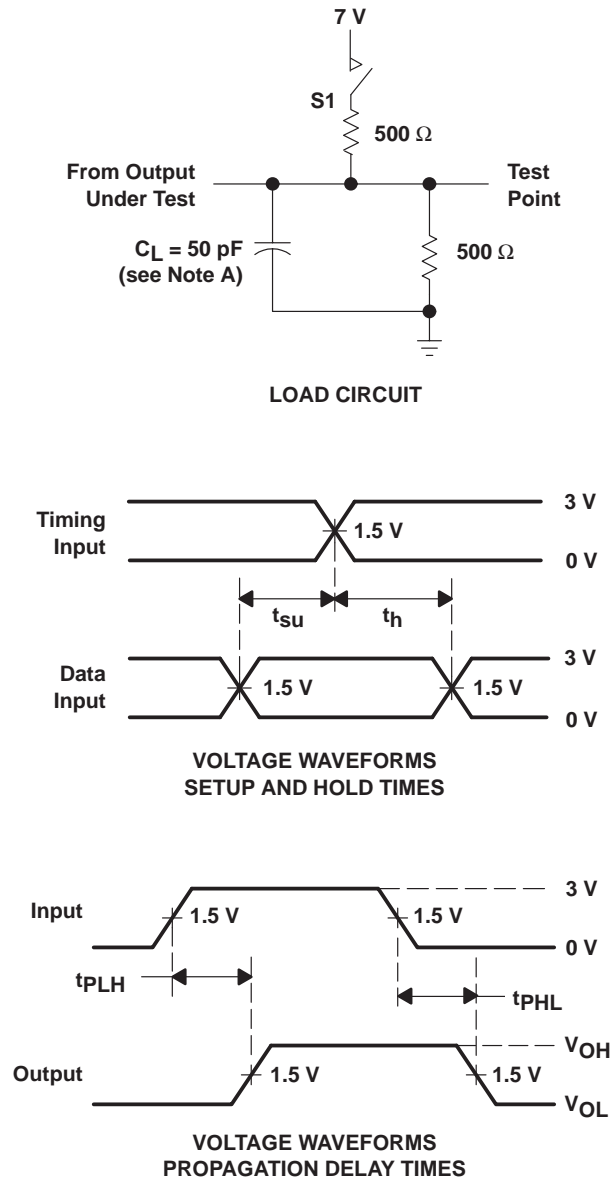 7 V
S1
500 Ω
From Output
Under Test
Test
Point
CL = 50 pF
(see Note A)
500 Ω
LOAD CIRCUIT
Timing
Input
1.5 V
3 V
0 V
tsu
th
Data
Input
1.5 V
1.5 V
3 V
0 V
VOLTAGE WAVEFORMS
SETUP AND HOLD TIMES
Input
1.5 V
1.5 V
3 V
0 V
tPLH
tPHL
Output
1.5 V
1.5 V
VOH
VOL
VOLTAGE WAVEFORMS
PROPAGATION DELAY TIMES